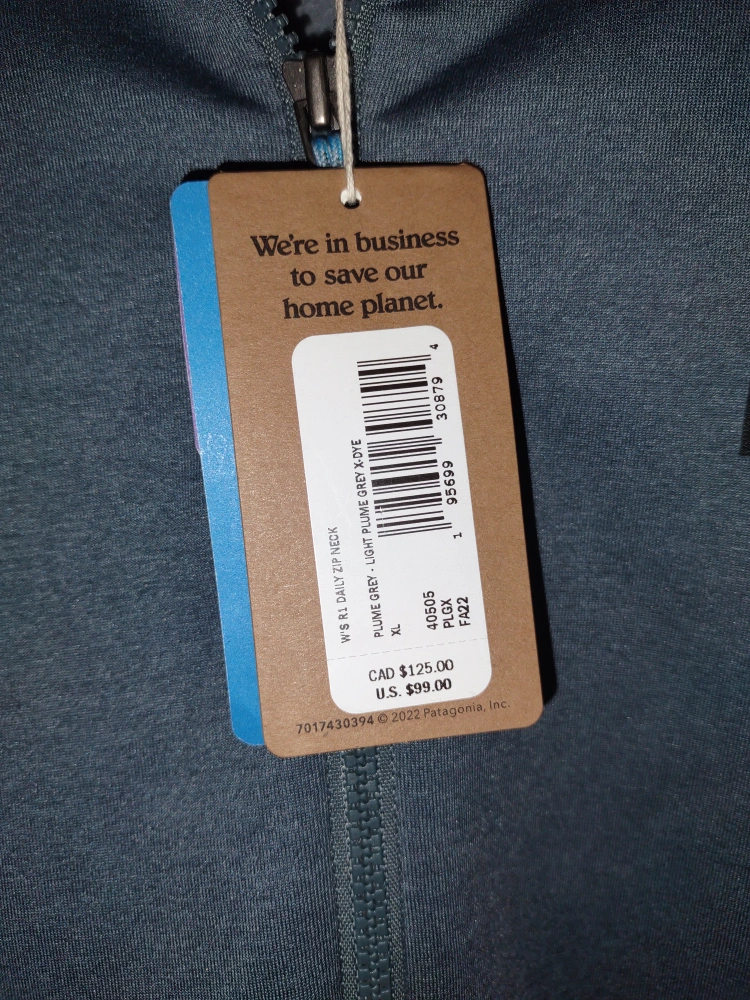 We're in business
to save our
home planet.
W'S R1 DAILY ZIP NECK
PLUME GREY - LIGHT PLUME GREY X-DYE
XL
1 95699 30879 4
40505
PLGX
FA22
CAD $125.00
U.S. $99.00
7017430394 © 2022 Patagonia, Inc.